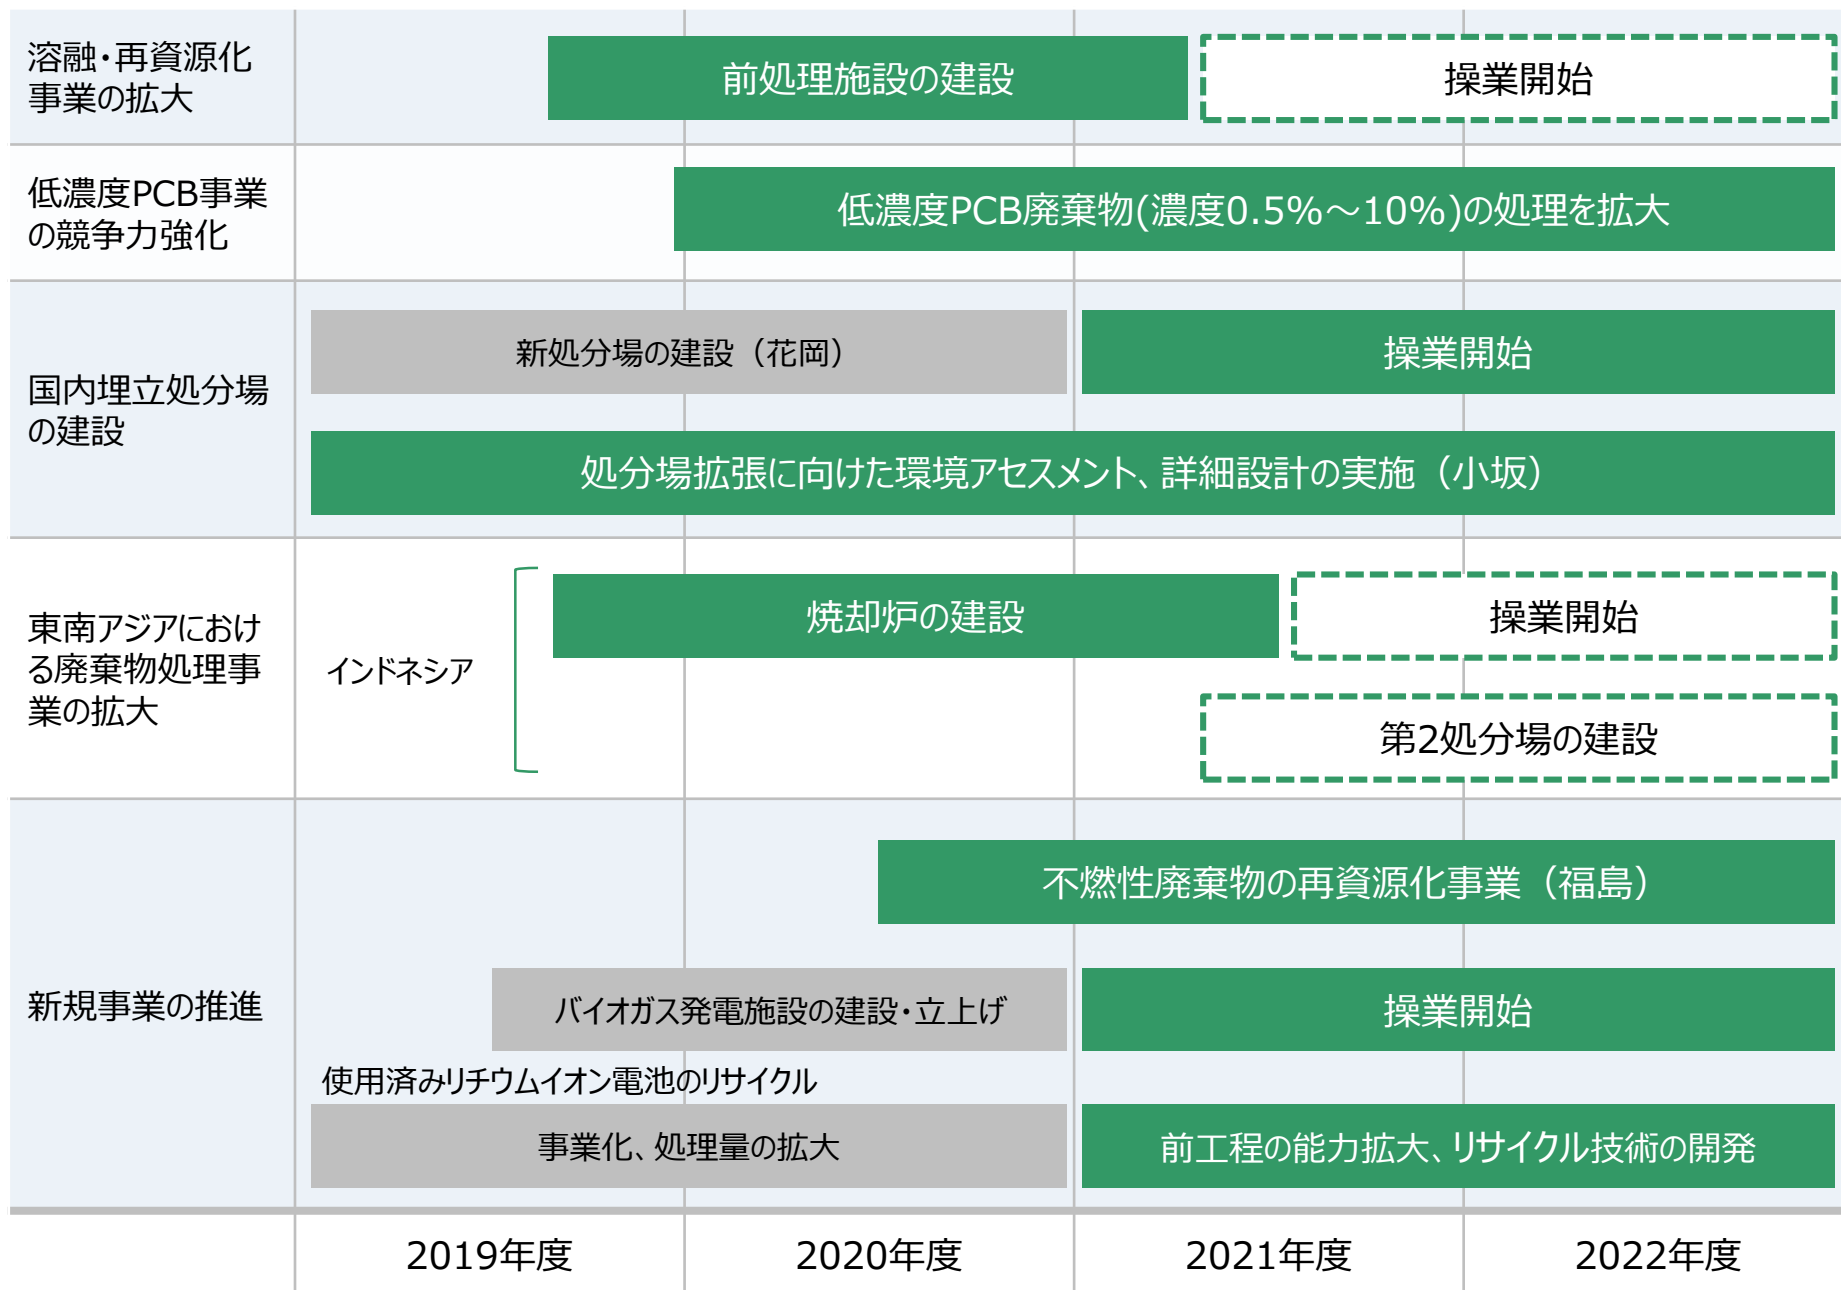 溶融・再資源化
事業の拡大
前処理施設の建設
操業開始
低濃度PCB事業
の競争力強化
低濃度PCB廃棄物(濃度0.5%～10%)の処理を拡大
国内埋立処分場
の建設
新処分場の建設（花岡）
操業開始
処分場拡張に向けた環境アセスメント、詳細設計の実施（小坂）
東南アジアにおけ
る廃棄物処理事
業の拡大
インドネシア
焼却炉の建設
操業開始
第2処分場の建設
新規事業の推進
不燃性廃棄物の再資源化事業（福島）
バイオガス発電施設の建設・立上げ
操業開始
使用済みリチウムイオン電池のリサイクル
事業化、処理量の拡大
前工程の能力拡大、リサイクル技術の開発
2019年度
2020年度
2021年度
2022年度